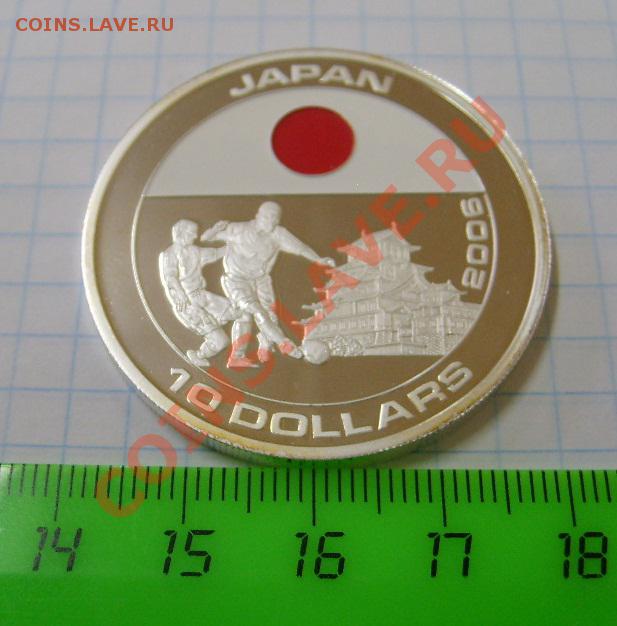 COINS.LAVE.RU
JAPAN
2006
10 DOLLARS
COINS.LAVE.RU
14 15 16 17 18